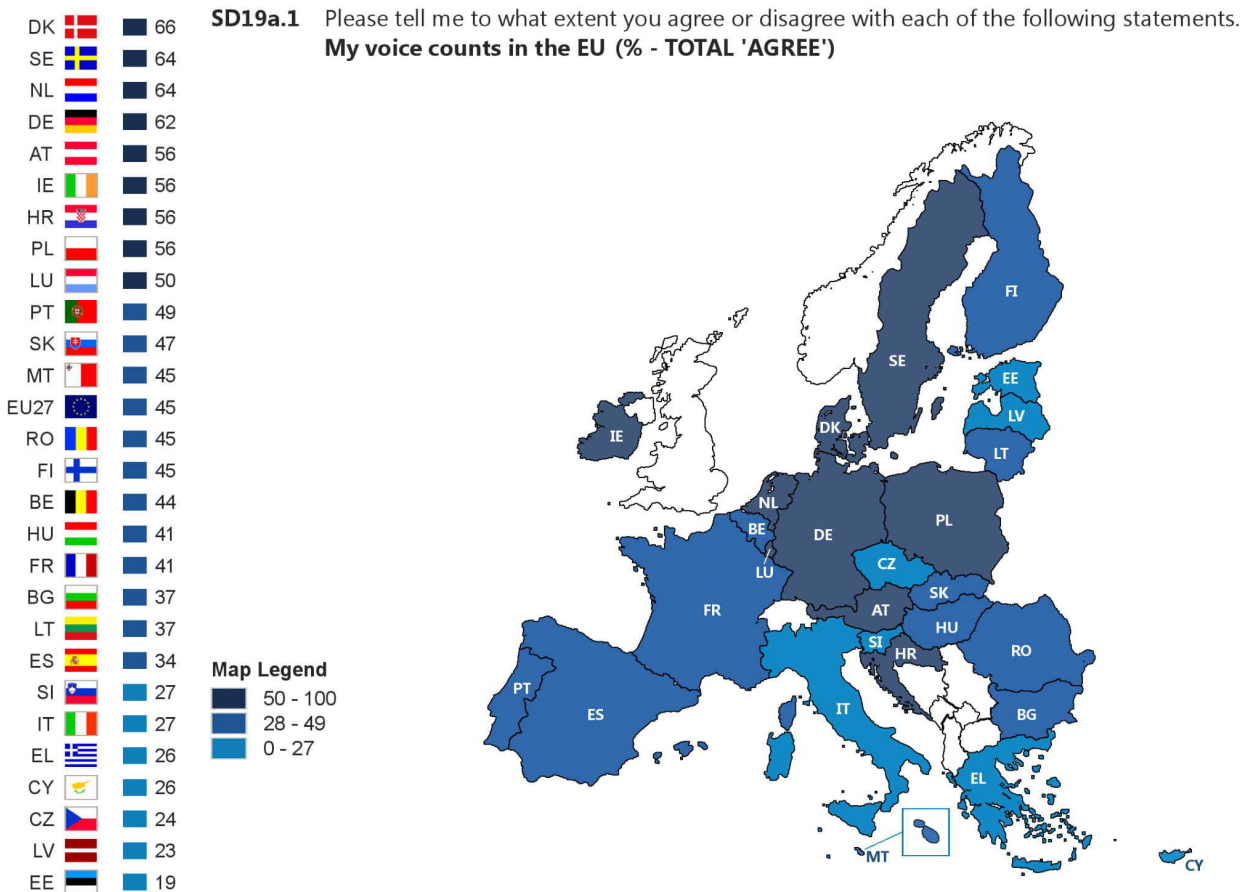 SD19a.1 Please tell me to what extent you agree or disagree with each of the following statements.
My voice counts in the EU (% - TOTAL 'AGREE')
DK 66
SE 64
NL 64
DE 62
AT 56
IE 56
HR 56
PL 56
LU 50
PT 49
SK 47
MT 45
EU27 45
RO 45
FI 45
BE 44
HU 41
FR 41
BG 37
LT 37
ES 34
SI 27
IT 27
EL 26
CY 26
CZ 24
LV 23
EE 19
Map Legend
50 - 100
28 - 49
0 - 27
FI
SE
EE
LV
DK
IE
LT
NL
PL
BE
DE
CZ
LU
SK
AT
FR
HU
SI
HR
RO
PT
ES
IT
BG
EL
MT
CY